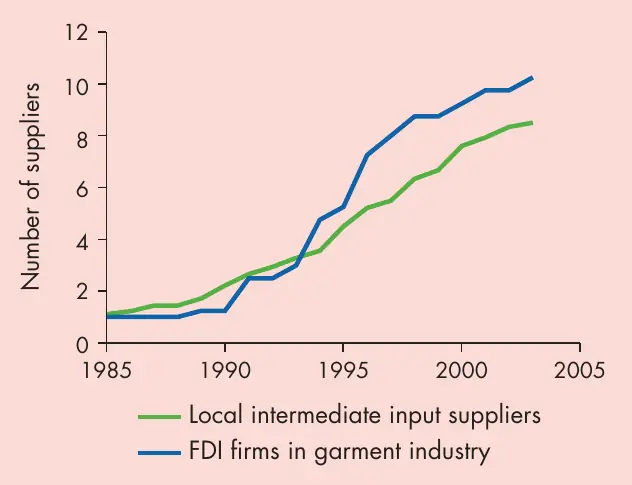 Number of suppliers
12
10
8
6
4
2
0
1985 1990 1995 2000 2005
Local intermediate input suppliers
FDI firms in garment industry